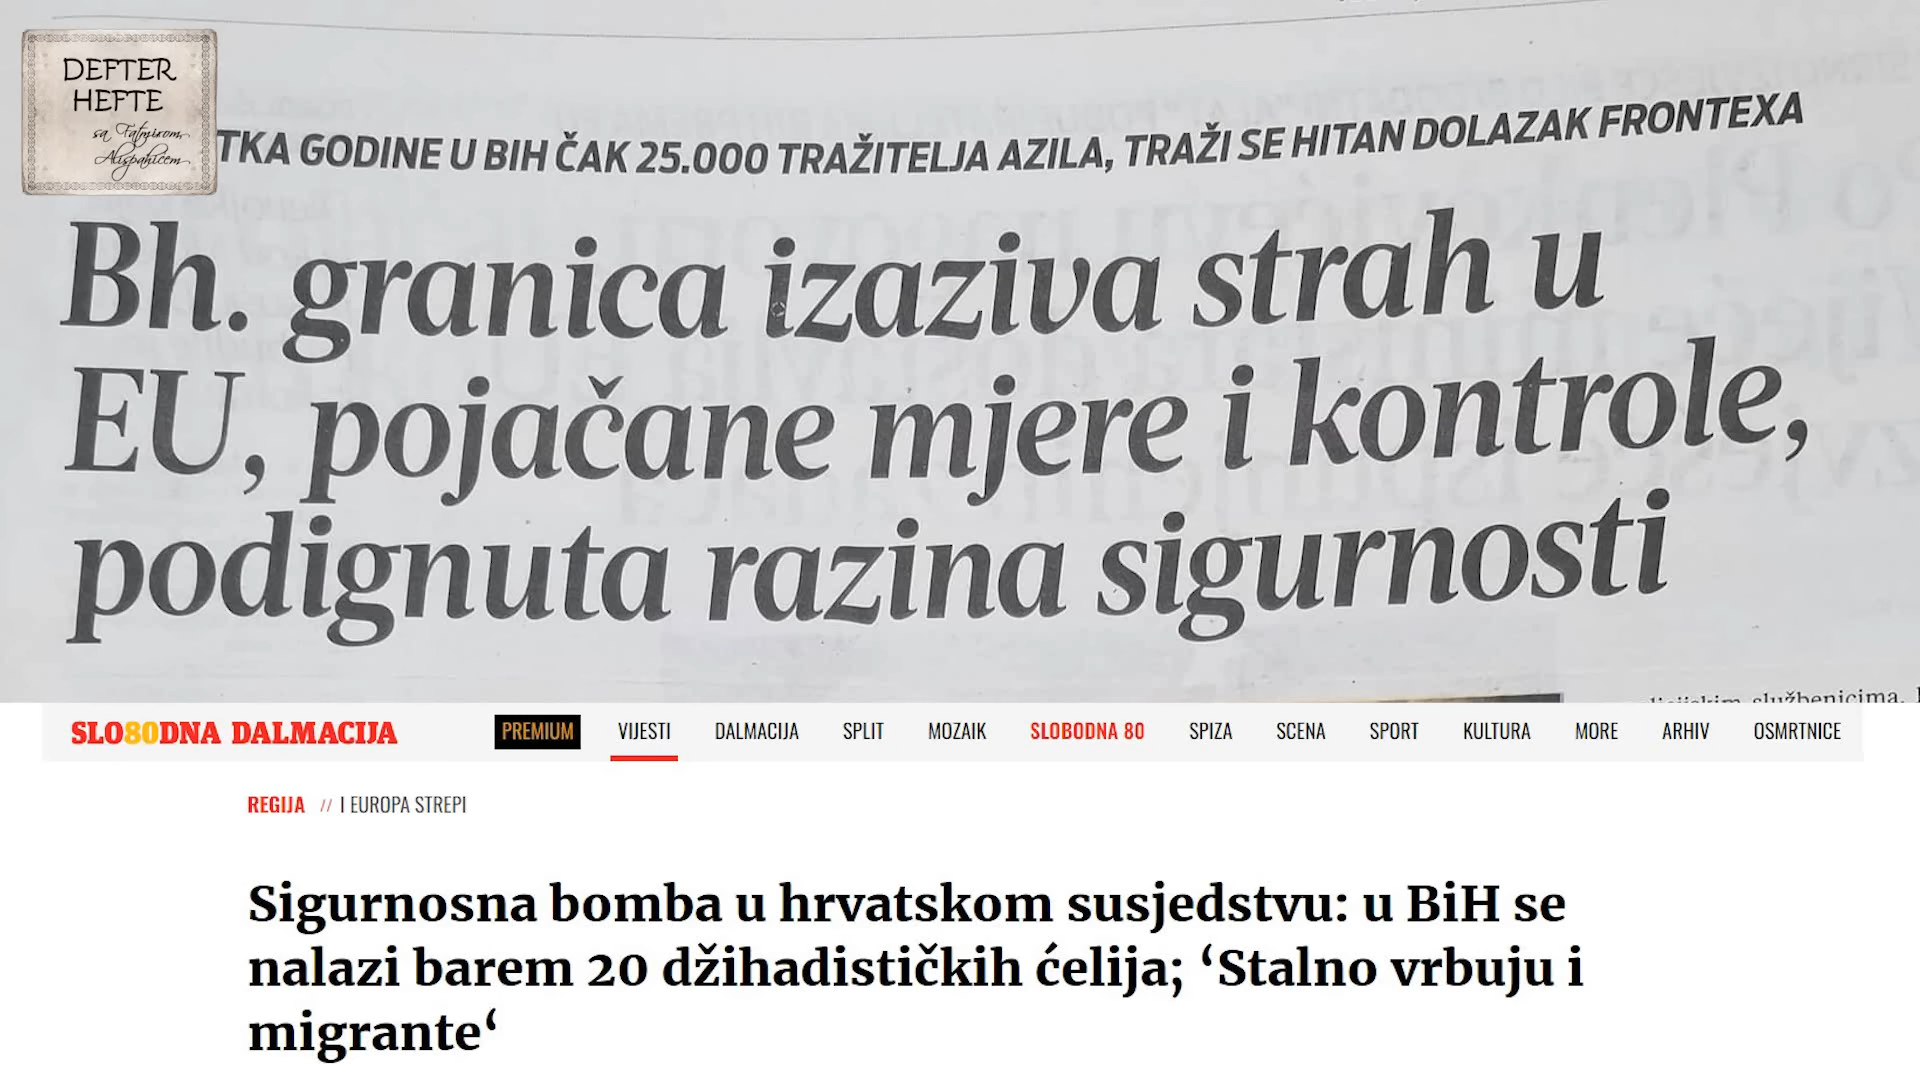 DEFTER
HEFTE
sa Fatmirom
Alispahićem
TKA GODINE U BIH ČAK 25.000 TRAŽITELJA AZILA, TRAŽI SE HITAN DOLAZAK FRONTEXA
Bh. granica izaziva strah u
EU, pojačane mjere i kontrole,
podignuta razina sigurnosti
službenicima.
SLO80DNA DALMACIJA PREMIUM VIJESTI DALMACIJA SPLIT MOZAIK SLOBODNA 80 SPIZA SCENA SPORT KULTURA MORE ARHIV OSMRTNICE
REGIJA // I EUROPA STREPI
Sigurnosna bomba u hrvatskom susjedstvu: u BiH se
nalazi barem 20 džihadističkih ćelija; ‘Stalno vrbuju i
migrante‘